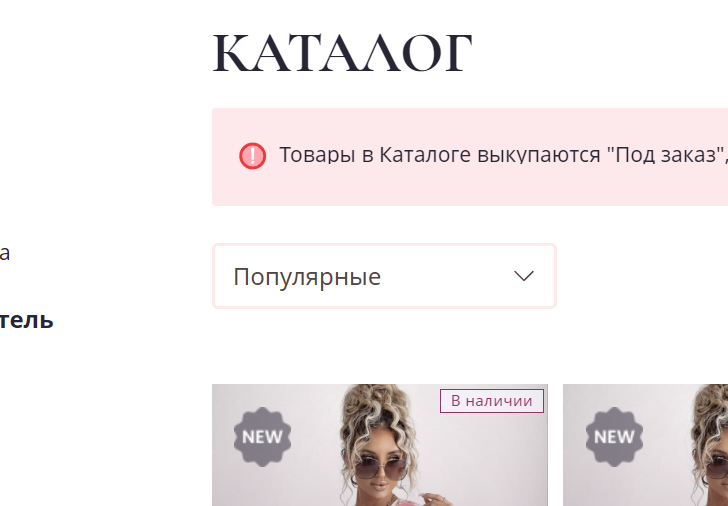 КАТАЛОГ
Товары в Каталоге выкупаются "Под заказ",
а
тель
Популярные
В наличии
NEW
NEW